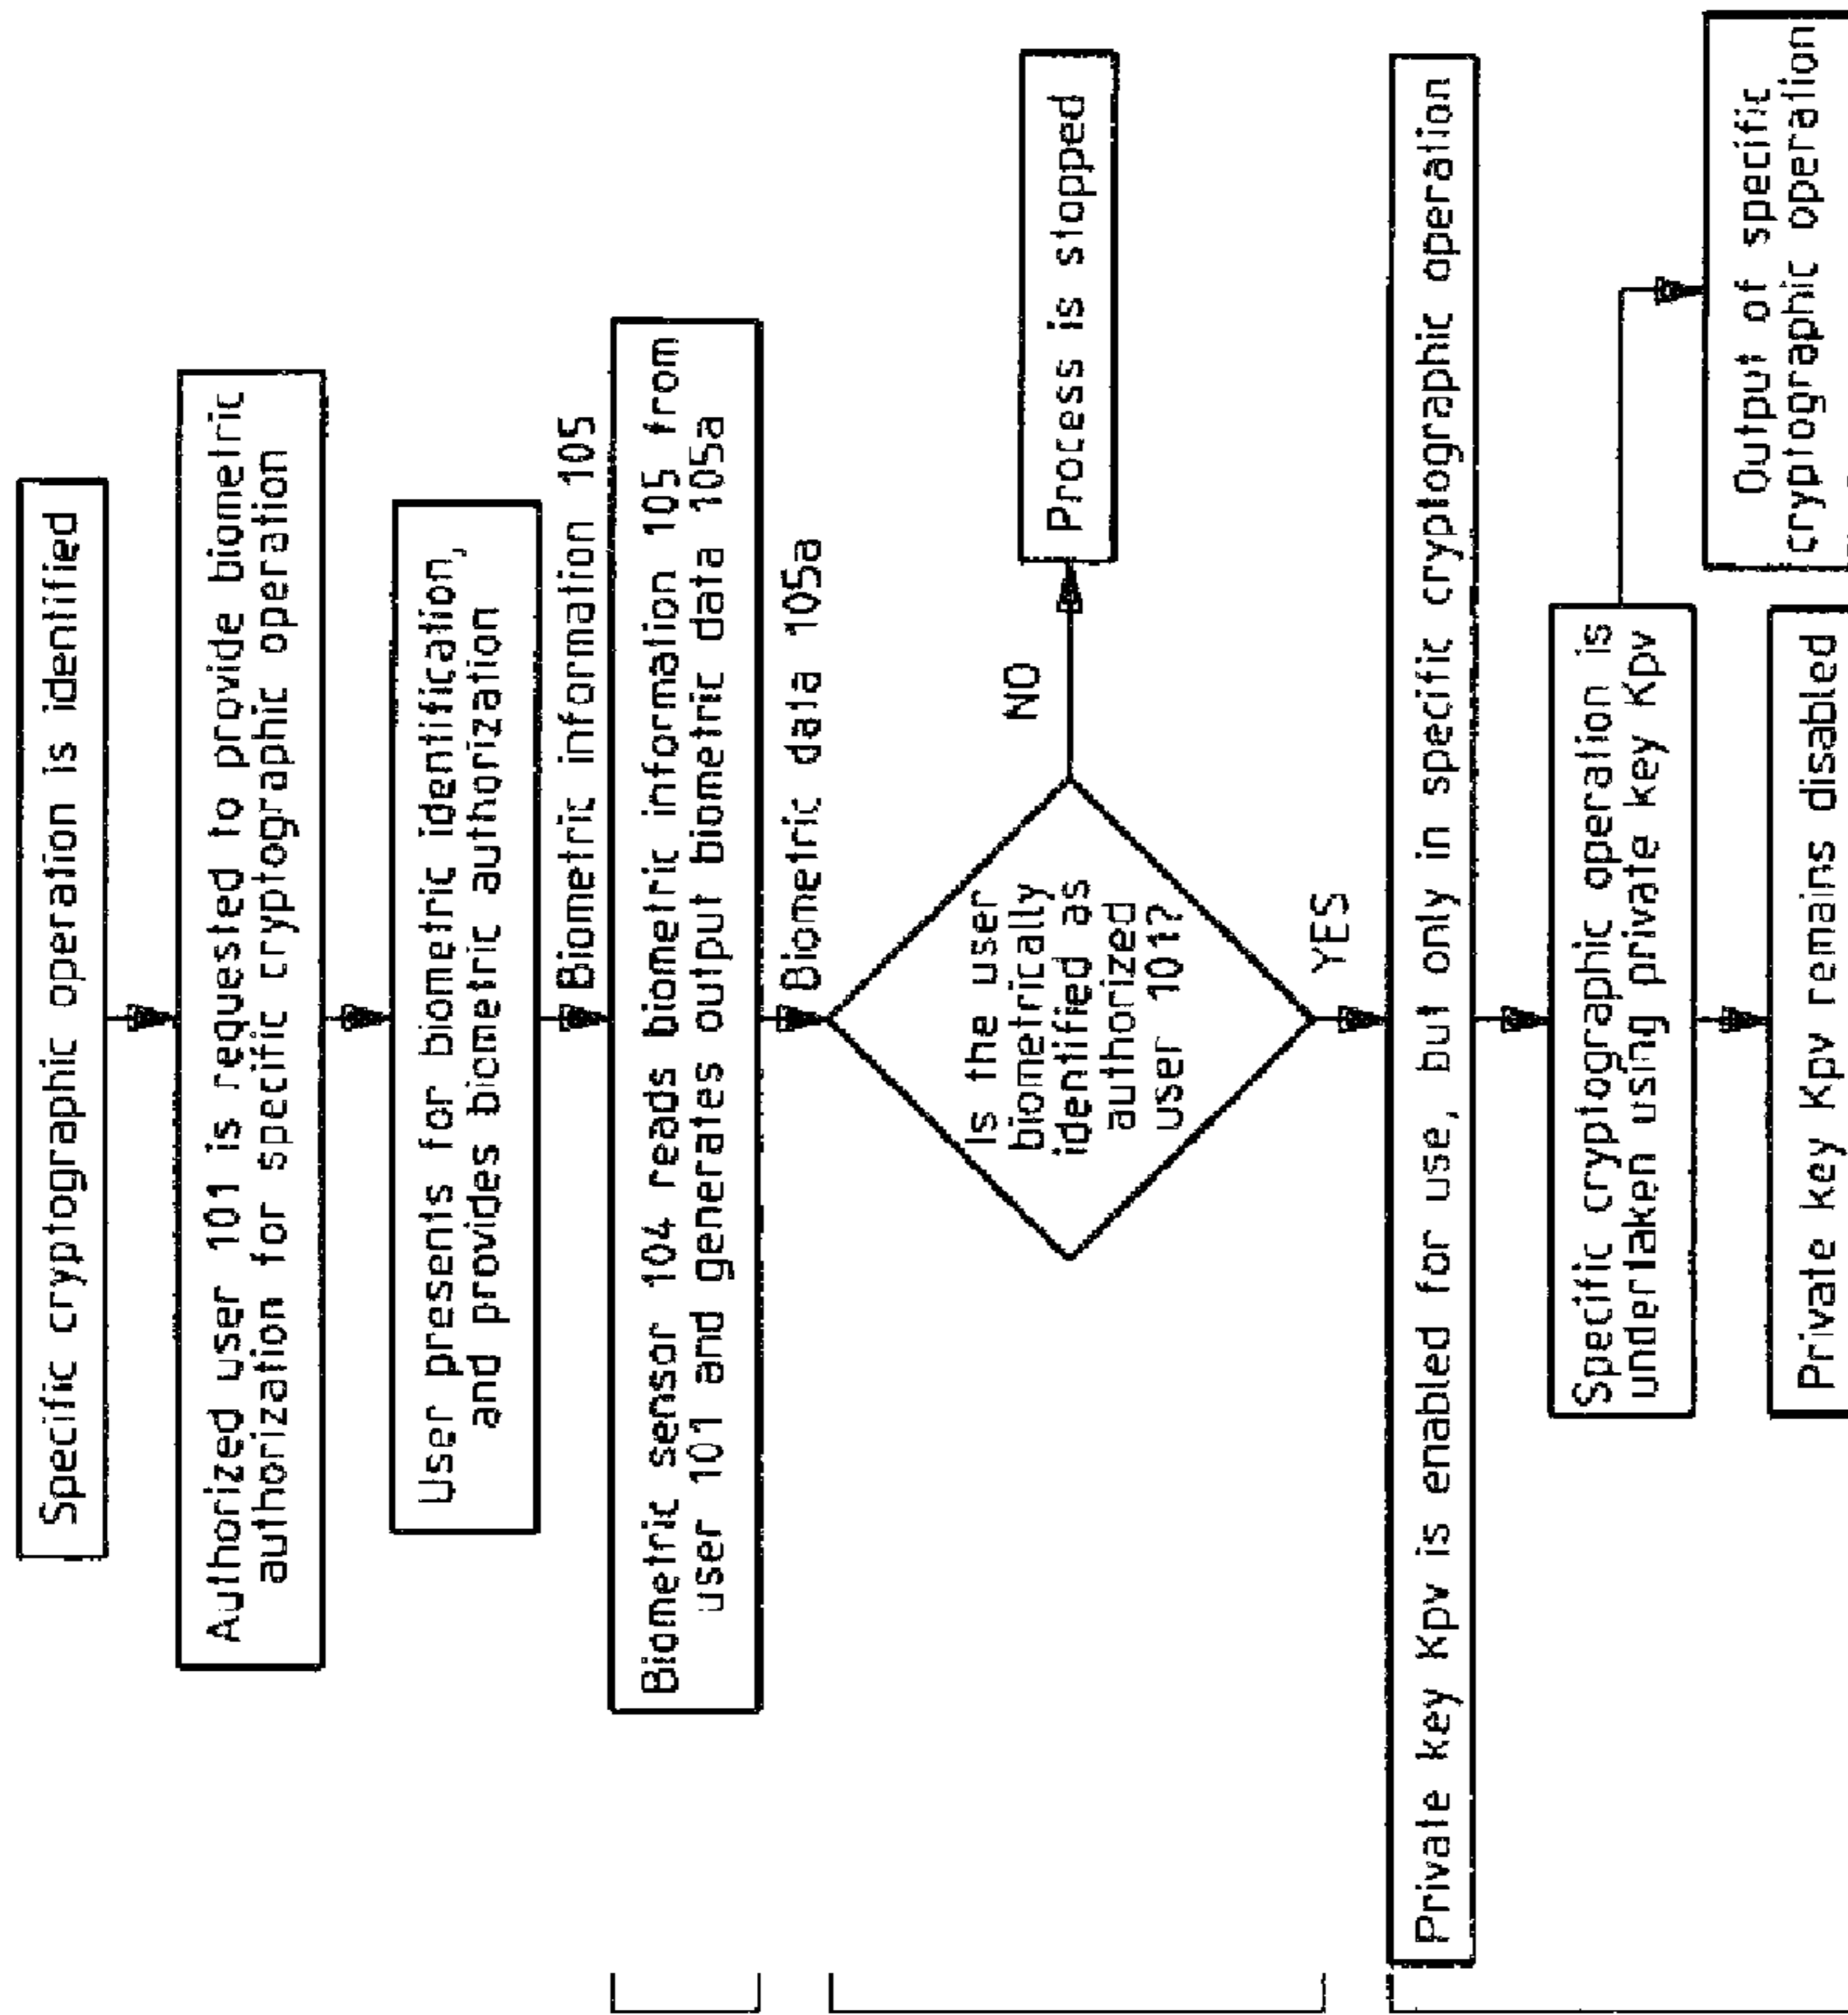 Specific cryptographic operation is identified
Authorized user 101 is requested to provide biometric
authorization for specific cryptographic operation
User presents for biometric identification,
and provides biometric authorization
Biometric information 105
Biometric sensor 104 reads biometric information 105 from
user 101 and generates output biometric data 105a
Biometric data 105a
Is the user
biometrically
identified as
authorized
user 101?
NO
Process is stopped
YES
Private key Kpv is enabled for use, but only in specific cryptographic operation
Specific cryptographic operation is
undertaken using private key Kpv
Output of specific
cryptographic operation
Private key Kpv remains disabled